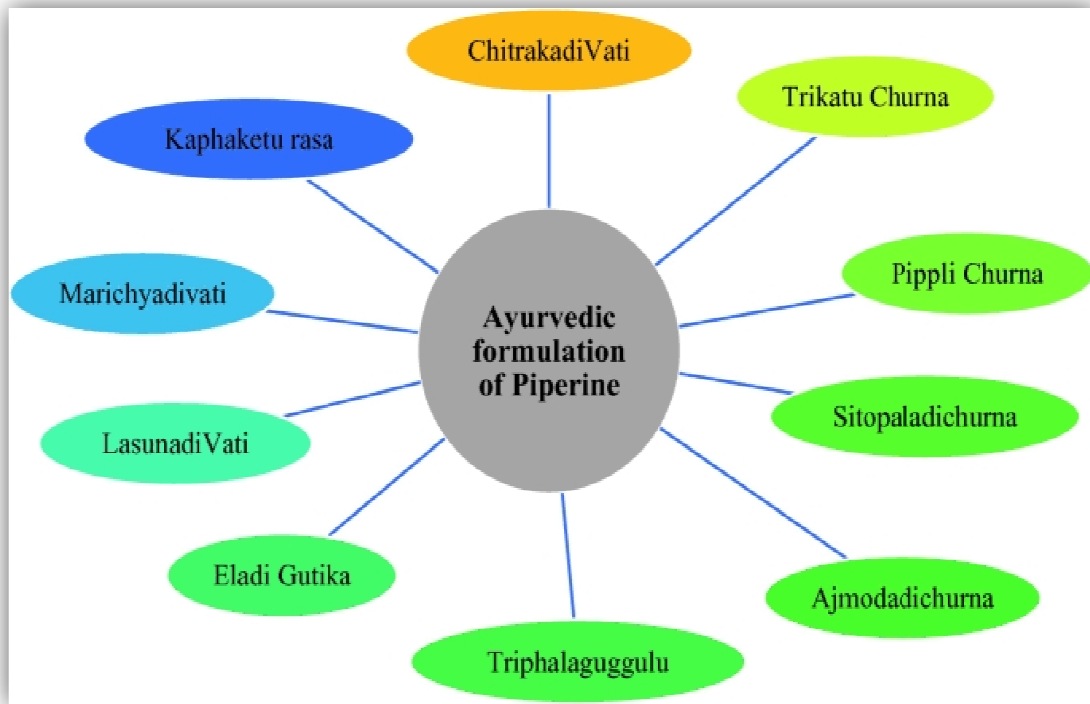 ChitrakadiVati
Trikatu Churna
Kaphaketu rasa
Pippli Churna
Marichyadivati
Ayurvedic
formulation
of Piperine
Sitopaladichurna
LasunadiVati
Eladi Gutika
Ajmodadichurna
Triphalaguggulu